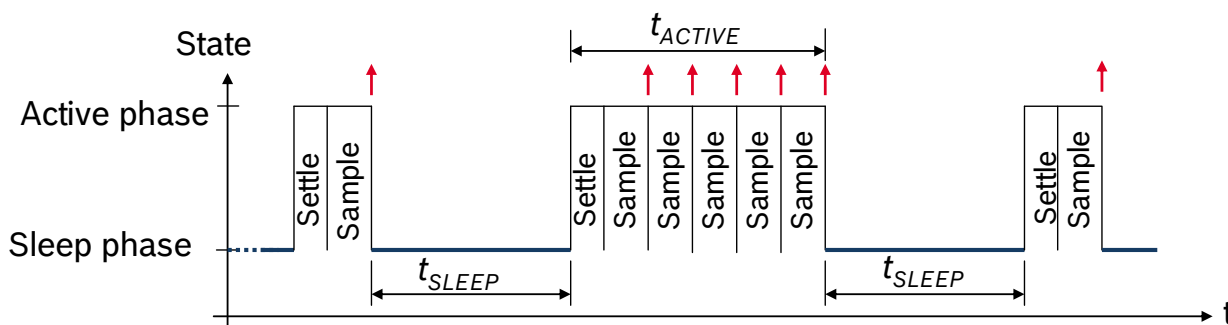 t_ACTIVE
State
Active phase
Settle
Sample
Settle
Sample
Sample
Sample
Sample
Sample
Settle
Sample
Sleep phase
t_SLEEP
t_SLEEP
t